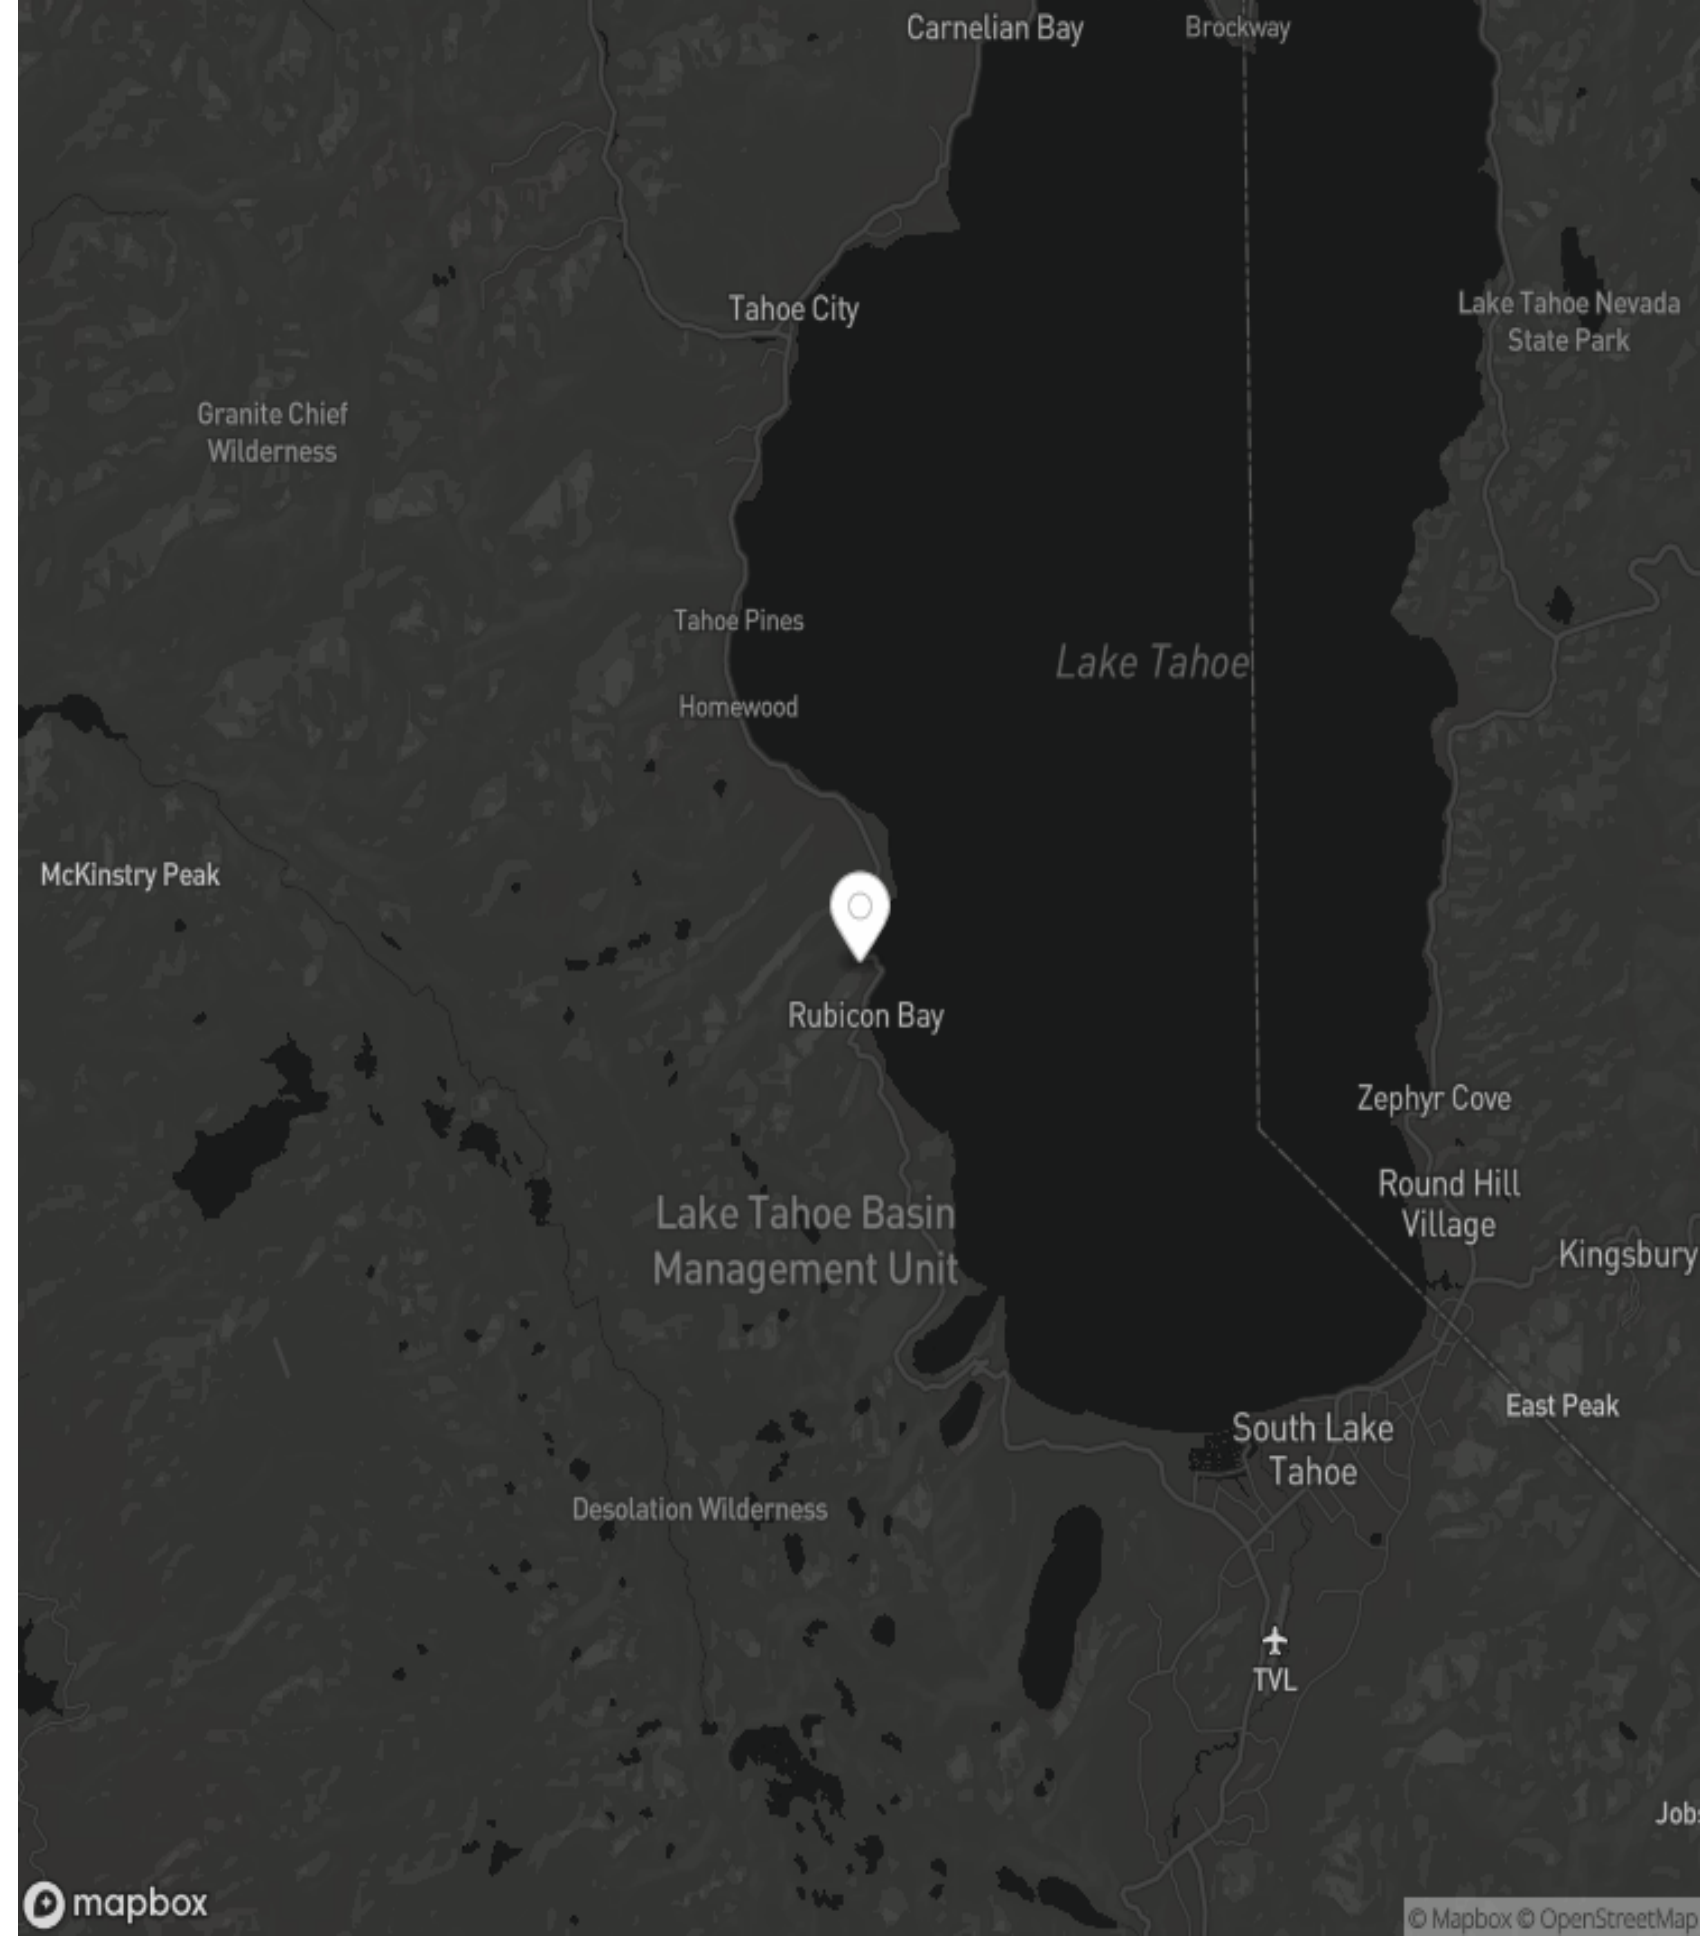 Carnelian Bay
Brockway
Tahoe City
Lake Tahoe Nevada
State Park
Granite Chief
Wilderness
Tahoe Pines
Lake Tahoe
Homewood
McKinstry Peak
Rubicon Bay
Zephyr Cove
Round Hill
Village
Lake Tahoe Basin
Management Unit
Kingsbury
East Peak
South Lake
Tahoe
Desolation Wilderness
TVL
Jobs
mapbox
© Mapbox © OpenStreetMap